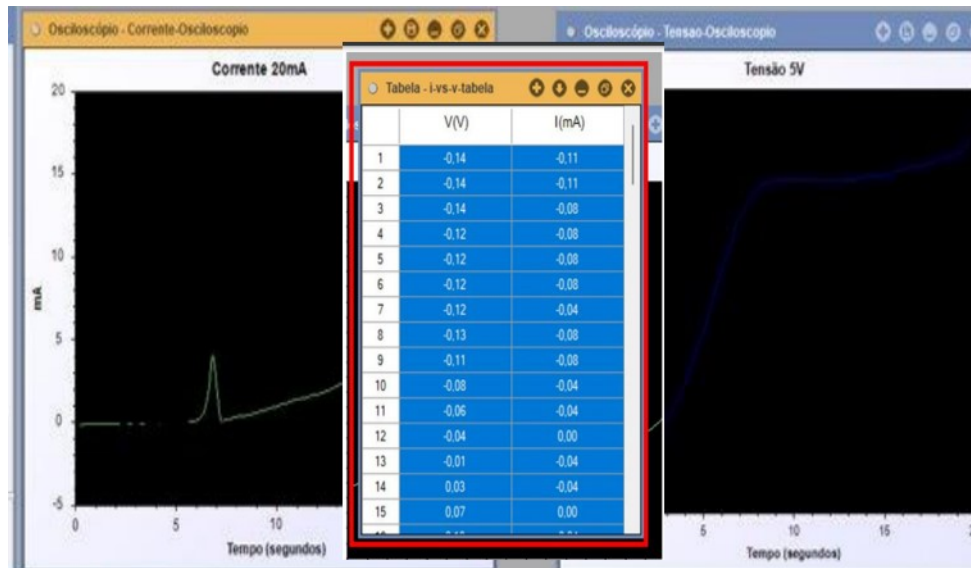 Osciloscópio - Corrente-Osciloscopio
Corrente 20mA
20
15
10
5
0
-5
mA
0
5
10
Tempo (segundos)
Tabela - i-vs-v-tabela
V(V) I(mA)
1 -0,14 -0,11
2 -0,14 -0,11
3 -0,14 -0,08
4 -0,12 -0,08
5 -0,12 -0,08
6 -0,12 -0,08
7 -0,12 -0,04
8 -0,13 -0,08
9 -0,11 -0,08
10 -0,08 -0,04
11 -0,06 -0,04
12 -0,04 0,00
13 -0,01 -0,04
14 0,03 -0,04
15 0,07 0,00
Osciloscópio - Tensao-Osciloscopio
Tensão 5V
5
10
15
Tempo (segundos)